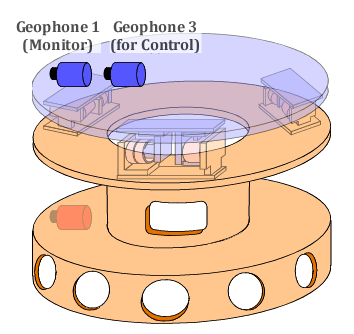 Geophone 1 Geophone 3
(Monitor) (for Control)